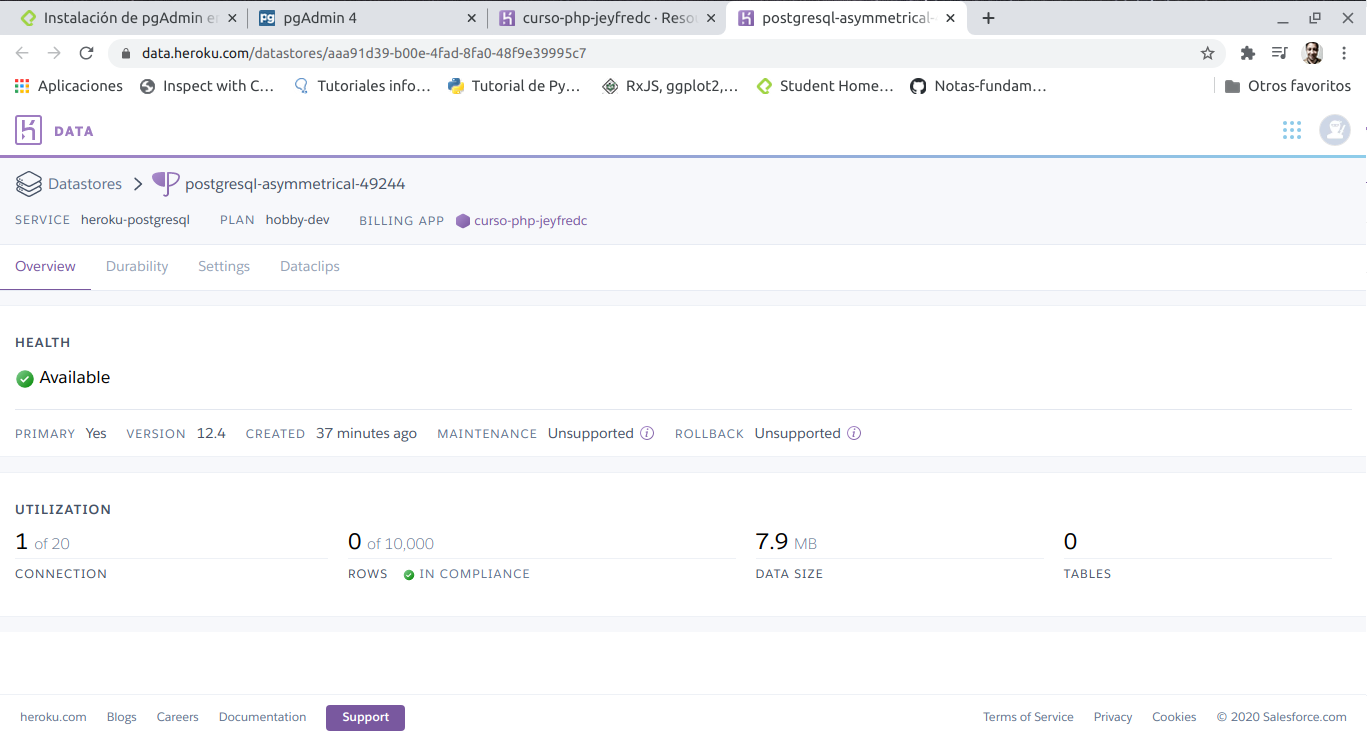 Instalación de pgAdmin en
pgAdmin 4
curso-php-jeyfredc · Reso
postgresql-asymmetrical-
data.heroku.com/datastores/aaa91d39-b00e-4fad-8fa0-48f9e39995c7
Aplicaciones Inspect with C... Tutoriales info... Tutorial de Py... RxJS, ggplot2,... Student Home... Notas-fundam... Otros favoritos
DATA
Datastores postgresql-asymmetrical-49244
SERVICE heroku-postgresql PLAN hobby-dev BILLING APP curso-php-jeyfredc
Overview Durability Settings Dataclips
HEALTH
Available
PRIMARY Yes VERSION 12.4 CREATED 37 minutes ago MAINTENANCE Unsupported ROLLBACK Unsupported
UTILIZATION
1 of 20 0 of 10,000 7.9 MB 0
CONNECTION ROWS IN COMPLIANCE DATA SIZE TABLES
heroku.com Blogs Careers Documentation Support Terms of Service Privacy Cookies © 2020 Salesforce.com